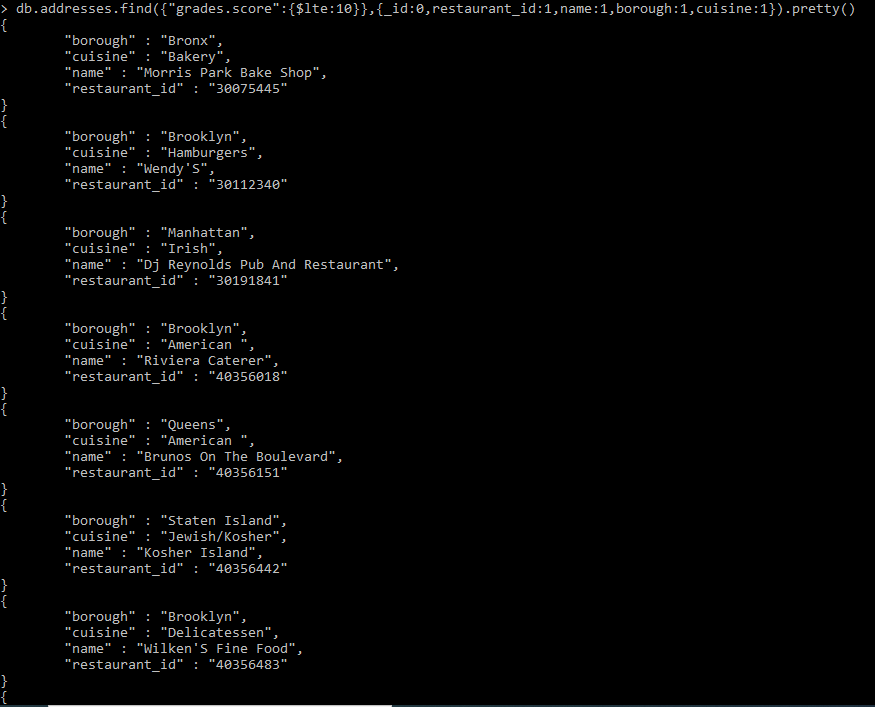 > db.addresses.find({"grades.score":{$lte:10}},{_id:0,restaurant_id:1,name:1,borough:1,cuisine:1}).pretty()
{
        "borough" : "Bronx",
        "cuisine" : "Bakery",
        "name" : "Morris Park Bake Shop",
        "restaurant_id" : "30075445"
}
{
        "borough" : "Brooklyn",
        "cuisine" : "Hamburgers",
        "name" : "Wendy'S",
        "restaurant_id" : "30112340"
}
{
        "borough" : "Manhattan",
        "cuisine" : "Irish",
        "name" : "Dj Reynolds Pub And Restaurant",
        "restaurant_id" : "30191841"
}
{
        "borough" : "Brooklyn",
        "cuisine" : "American ",
        "name" : "Riviera Caterer",
        "restaurant_id" : "40356018"
}
{
        "borough" : "Queens",
        "cuisine" : "American ",
        "name" : "Brunos On The Boulevard",
        "restaurant_id" : "40356151"
}
{
        "borough" : "Staten Island",
        "cuisine" : "Jewish/Kosher",
        "name" : "Kosher Island",
        "restaurant_id" : "40356442"
}
{
        "borough" : "Brooklyn",
        "cuisine" : "Delicatessen",
        "name" : "Wilken'S Fine Food",
        "restaurant_id" : "40356483"
}
{